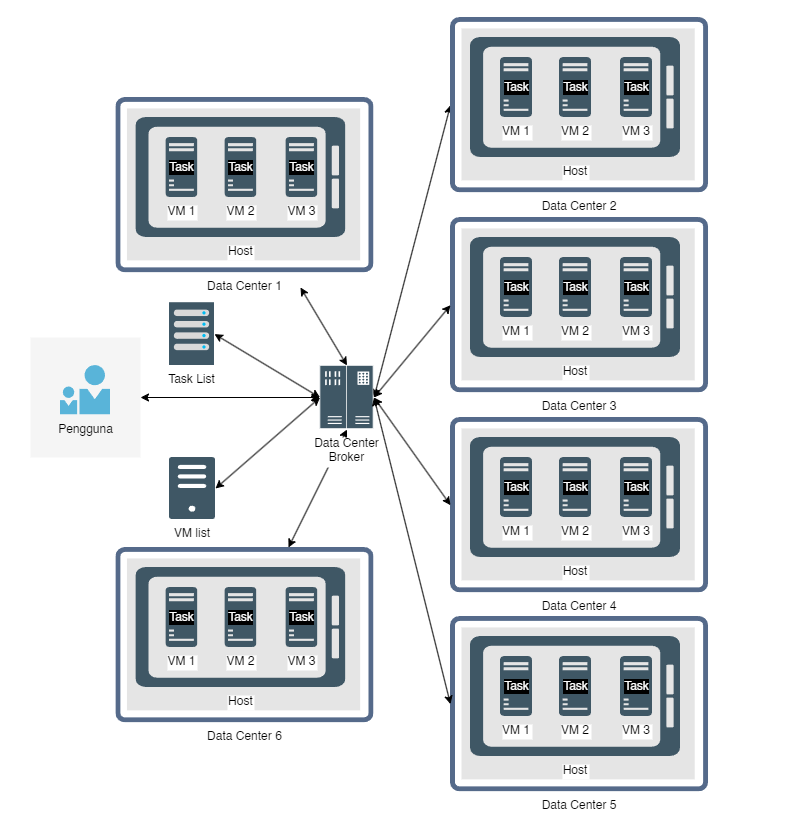 Task Task Task
VM 1 VM 2 VM 3
Host
Data Center 2
Task Task Task
VM 1 VM 2 VM 3
Host
Data Center 1
Task Task Task
VM 1 VM 2 VM 3
Host
Data Center 3
Task List
Pengguna
Data Center
Broker
VM list
Task Task Task
VM 1 VM 2 VM 3
Host
Data Center 4
Task Task Task
VM 1 VM 2 VM 3
Host
Data Center 6
Task Task Task
VM 1 VM 2 VM 3
Host
Data Center 5